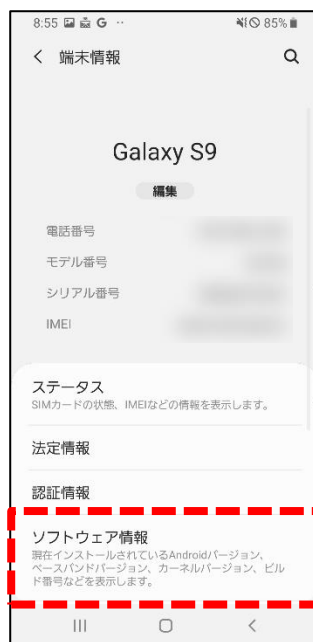 8:55 G 85%
端末情報
Galaxy S9
編集
電話番号
モデル番号
シリアル番号
IMEI
ステータス
SIMカードの状態、IMEIなどの情報を表示します。
法定情報
認証情報
ソフトウェア情報
現在インストールされているAndroidバージョン、
ベースバンドバージョン、カーネルバージョン、ビル
ド番号などを表示します。